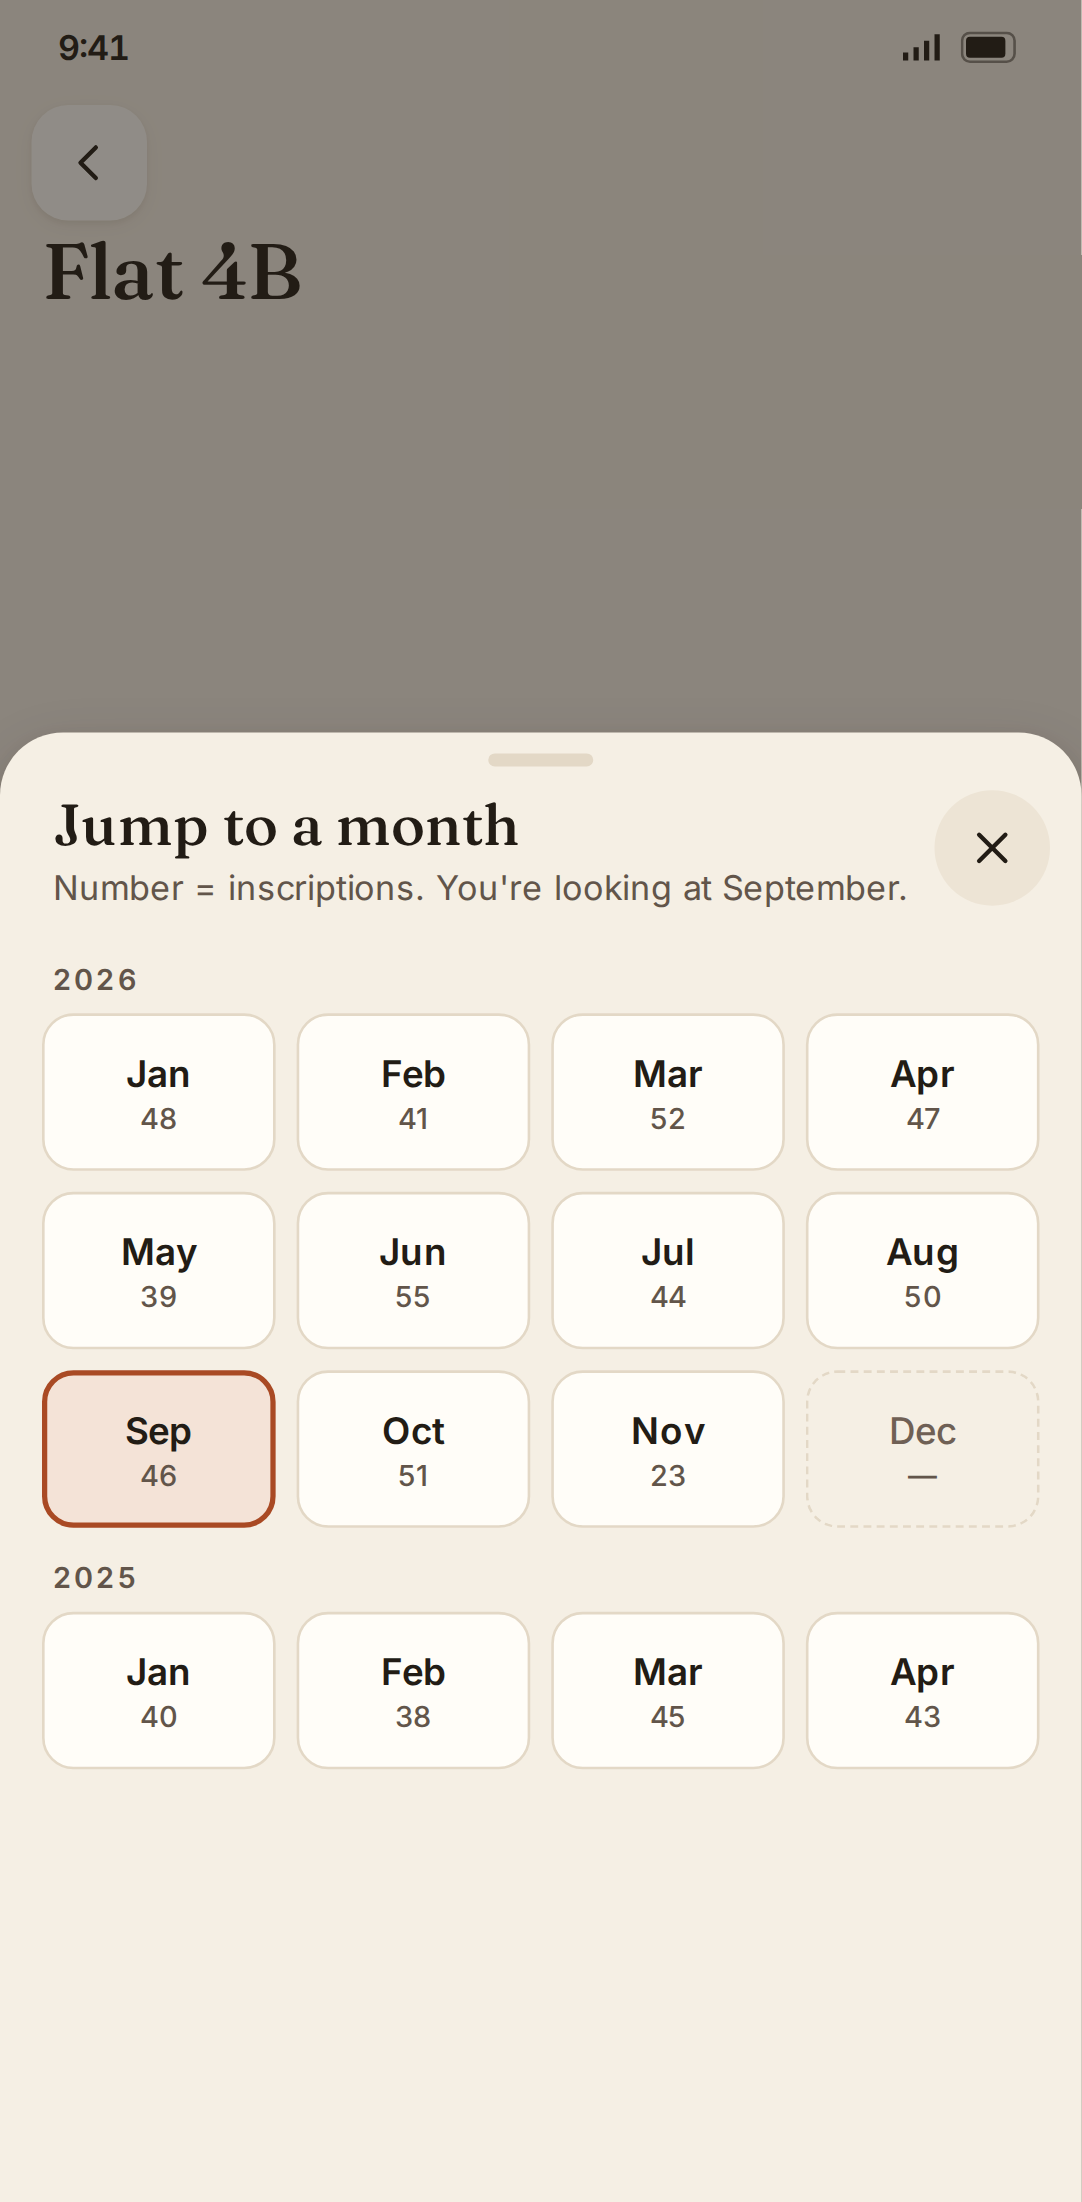 9:41
Flat 4B
Jump to a month
Number = inscriptions. You're looking at September.
2026
Jan Feb Mar Apr
48 41 52 47
May Jun Jul Aug
39 55 44 50
Sep Oct Nov Dec
46 51 23 —
2025
Jan Feb Mar Apr
40 38 45 43